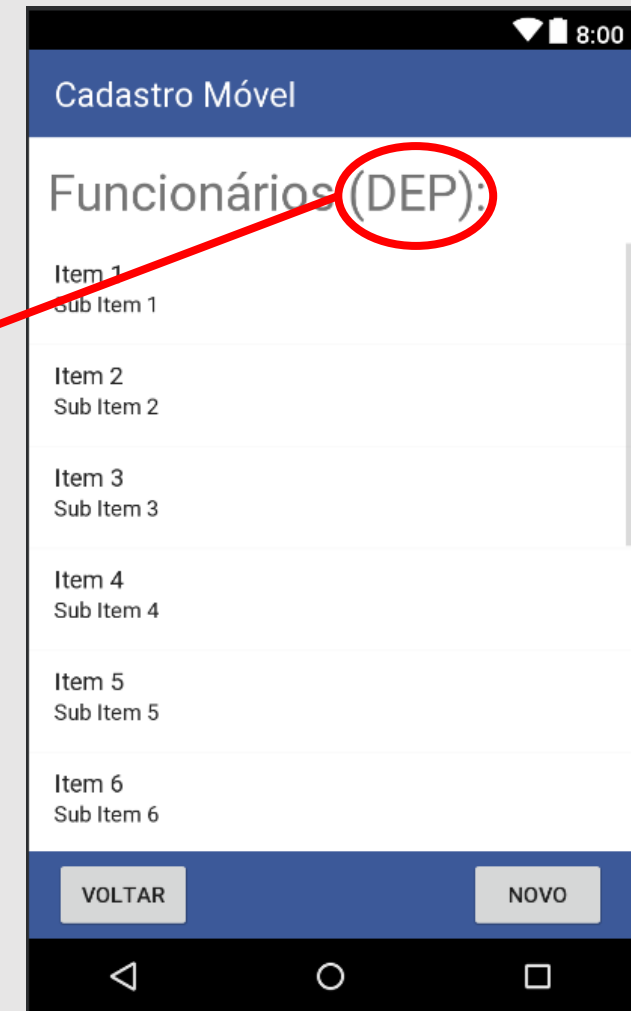 8:00
Cadastro Móvel
Funcionários (DEP):
Item 1
Sub Item 1
Item 2
Sub Item 2
Item 3
Sub Item 3
Item 4
Sub Item 4
Item 5
Sub Item 5
Item 6
Sub Item 6
VOLTAR NOVO